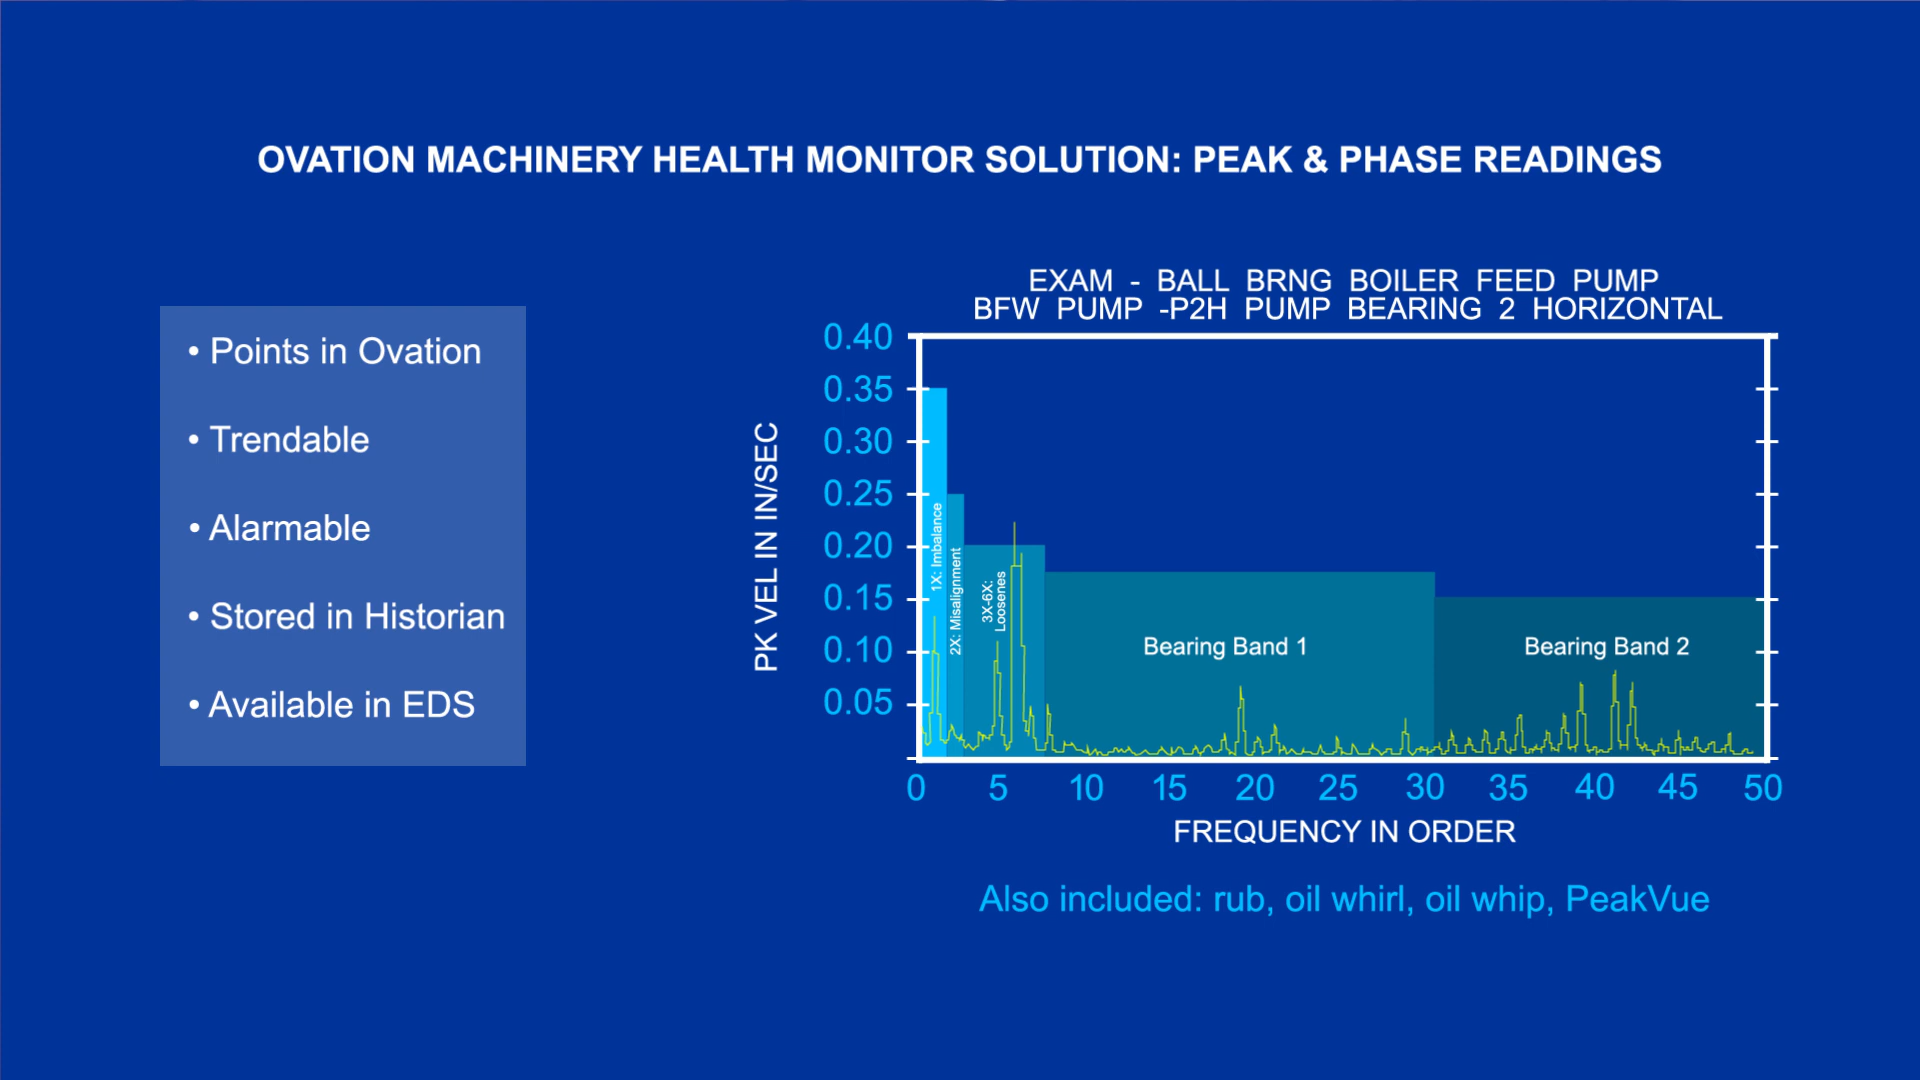 OVATION MACHINERY HEALTH MONITOR SOLUTION: PEAK & PHASE READINGS
• Points in Ovation
• Trendable
• Alarmable
• Stored in Historian
• Available in EDS
EXAM - BALL BRNG BOILER FEED PUMP
BFW PUMP -P2H PUMP BEARING 2 HORIZONTAL
PK VEL IN IN/SEC
0.40
0.35
0.30
0.25
0.20
0.15
0.10
0.05
1X: Imbalance
2X: Misalignment
3X-6X:
Loosenes
Bearing Band 1
Bearing Band 2
0 5 10 15 20 25 30 35 40 45 50
FREQUENCY IN ORDER
Also included: rub, oil whirl, oil whip, PeakVue